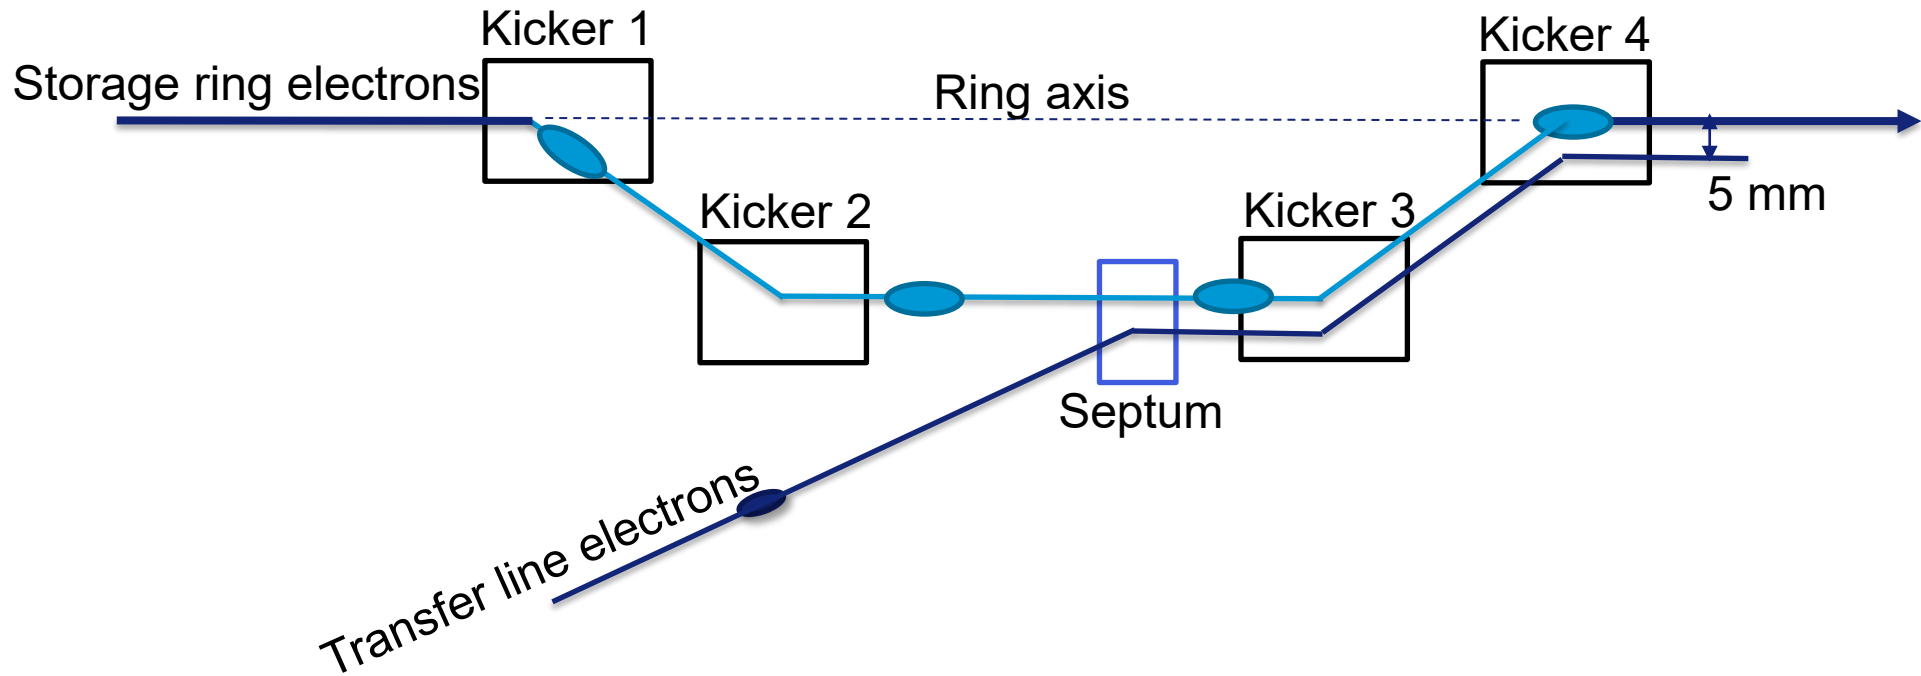 Kicker 1
Kicker 4
Storage ring electrons
Ring axis
Kicker 2
Kicker 3
5 mm
Septum
Transfer line electrons